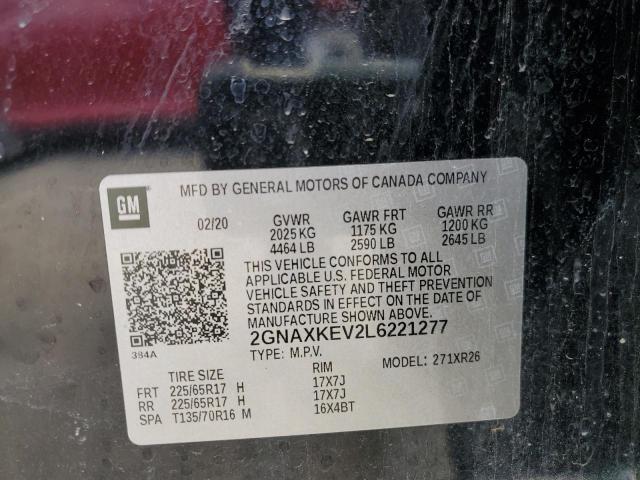 GM
MFD BY GENERAL MOTORS OF CANADA COMPANY
02/20 GVWR GAWR FRT GAWR RR
2025 KG 1175 KG 1200 KG
4464 LB 2590 LB 2645 LB
THIS VEHICLE CONFORMS TO ALL
APPLICABLE U.S. FEDERAL MOTOR
VEHICLE SAFETY AND THEFT PREVENTION
STANDARDS IN EFFECT ON THE DATE OF
MANUFACTURE SHOWN ABOVE.
2GNAXKEV2L6221277
384A TYPE: M.P.V. MODEL: 271XR26
TIRE SIZE RIM
FRT 225/65R17 H 17X7J
RR 225/65R17 H 17X7J
SPA T135/70R16 M 16X4BT